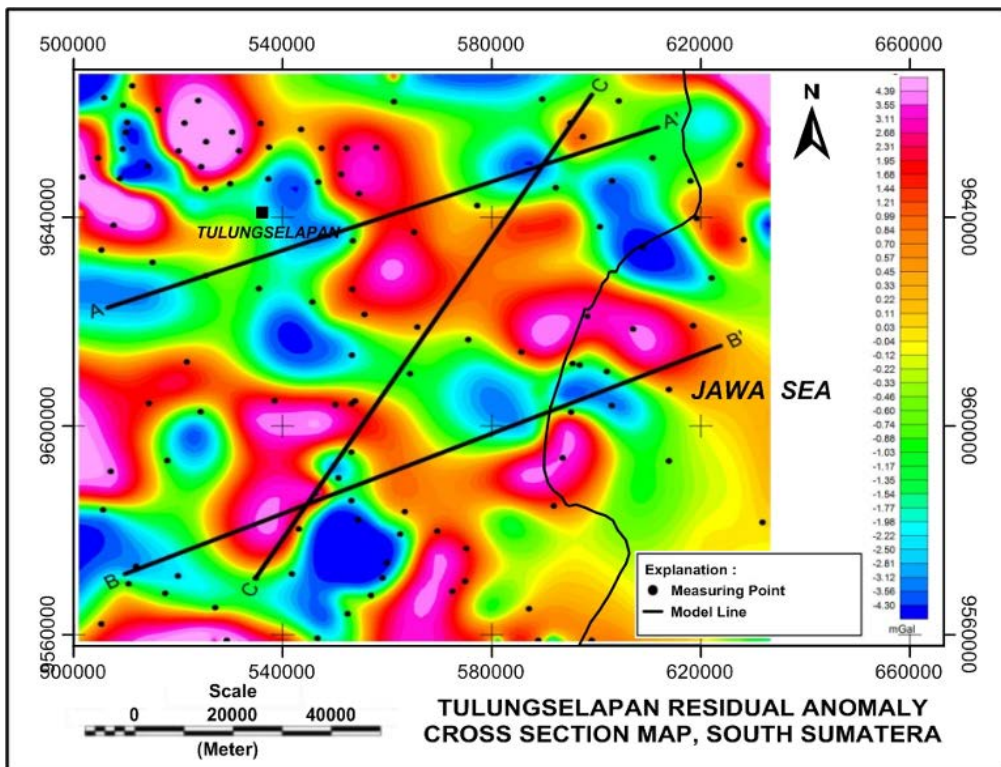 500000 540000 580000 620000 660000
N
C
A'
TULUNGSELAPAN
A
B'
JAWA SEA
B
C
4.39
3.55
2.68
2.31
1.95
1.68
1.44
1.20
0.99
0.84
0.70
0.57
0.45
0.33
0.22
0.11
0.03
-0.04
-0.12
-0.22
-0.33
-0.46
-0.60
-0.74
-0.88
-1.03
-1.17
-1.35
-1.54
-1.77
-1.98
-2.22
-2.50
-2.81
-3.12
-3.56
-4.30
mGal
9640000
9600000
9560000
9640000
9600000
9560000
Explanation :
Measuring Point
Model Line
500000 540000 580000 620000 660000
Scale
0 20000 40000
(Meter)
TULUNGSELAPAN RESIDUAL ANOMALY
CROSS SECTION MAP, SOUTH SUMATERA